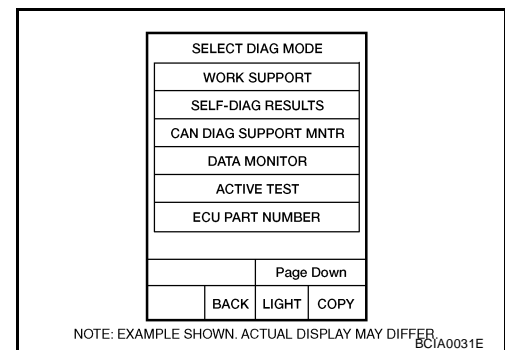 SELECT DIAG MODE
WORK SUPPORT
SELF-DIAG RESULTS
CAN DIAG SUPPORT MNTR
DATA MONITOR
ACTIVE TEST
ECU PART NUMBER
Page Down
BACK LIGHT COPY
NOTE: EXAMPLE SHOWN. ACTUAL DISPLAY MAY DIFFER.
BCIA0031E